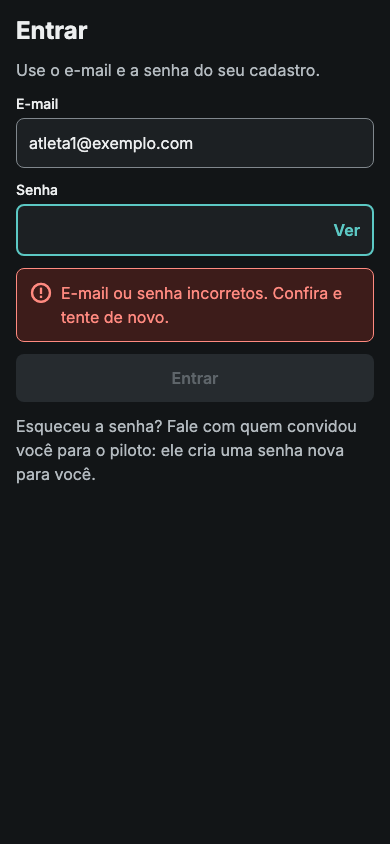 Entrar
Use o e-mail e a senha do seu cadastro.
E-mail
atleta1@exemplo.com
Senha
Ver
E-mail ou senha incorretos. Confira e
tente de novo.
Entrar
Esqueceu a senha? Fale com quem convidou
você para o piloto: ele cria uma senha nova
para você.